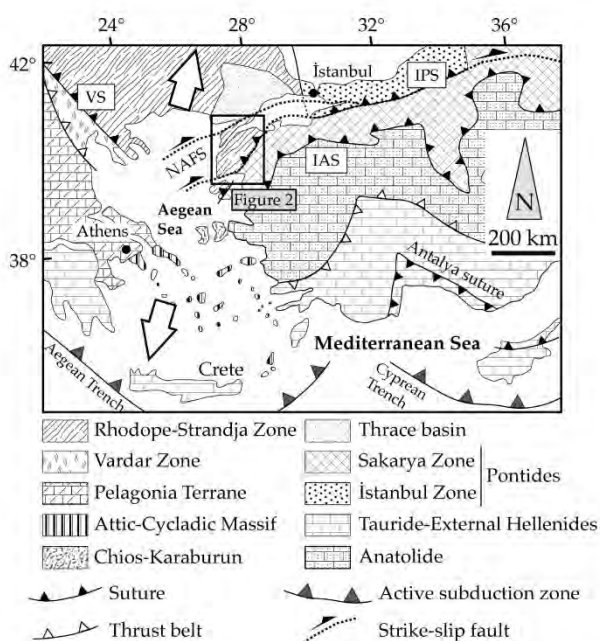 24° 28° 32° 36°
42°
İstanbul
IPS
VS
NAFS
IAS
N
Figure 2
Aegean
Sea
200 km
Athens
38°
Antalya suture
Mediterranean Sea
Crete
Aegean Trench
Cyprean
Trench
Rhodope-Strandja Zone
Thrace basin
Vardar Zone
Sakarya Zone
Pontides
Pelagonia Terrane
İstanbul Zone
Attic-Cycladic Massif
Tauride-External Hellenides
Chios-Karaburun
Anatolide
Suture
Active subduction zone
Thrust belt
Strike-slip fault